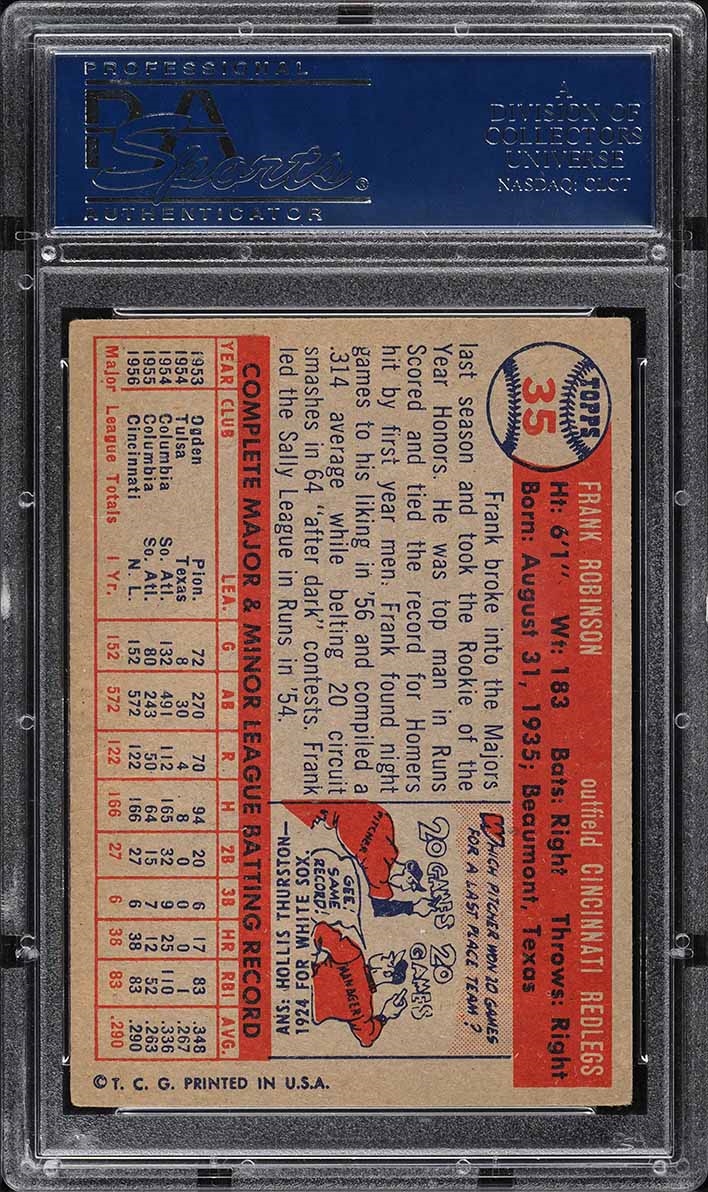 PROFESSIONAL
PSA
Sports®
AUTHENTICATOR
A
DIVISION OF
COLLECTORS
UNIVERSE
NASDAQ: CLCT
TOPPS
35
FRANK ROBINSON outfield CINCINNATI REDLEGS
Ht: 6'1" Wt: 183 Bats: Right Throws: Right
Born: August 31, 1935; Beaumont, Texas
Frank broke into the Majors
last season and took the Rookie of the
Year Honors. He was top man in Runs
Scored and tied the record for Homers
hit by first year men. Frank found night
games to his liking in '56 and compiled a
.314 average while belting 20 circuit
smashes in 64 "after dark" contests. Frank
led the Sally League in Runs in '54.
WHICH PITCHER WON 20 GAMES
FOR A LAST PLACE TEAM?
20 GAMES
20 GAMES
PITCHER
MANAGER
GEE,
SAME
RECORD!
ANS: HOLLIS THURSTON—
1924 FOR WHITE SOX
COMPLETE MAJOR & MINOR LEAGUE BATTING RECORD
YEAR CLUB LEA. G AB R H 2B 3B HR RBI AVG.
1953 Ogden Pion. 72 270 70 94 20 6 17 83 .348
1954 Tulsa Texas 8 30 4 8 0 0 0 1 .267
1954 Columbia So. Atl 132 491 112 165 32 9 25 110 .336
1955 Columbia So. Atl. 80 243 50 64 15 7 12 52 .263
1956 Cincinnati N. L. 152 572 122 166 27 6 38 83 .290
Major League Totals 1 Yr. 152 572 122 166 27 6 38 83 .290
© T. C. G. PRINTED IN U.S.A.